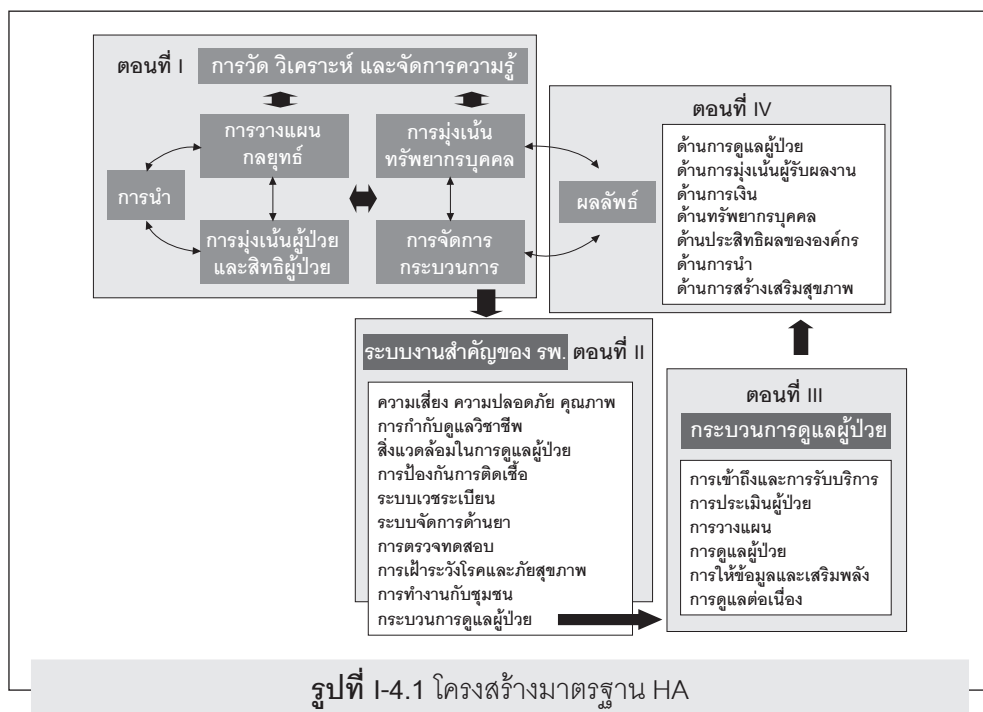 ตอนที่ I
การวัด วิเคราะห์ และจัดการความรู้
การวางแผน
กลยุทธ์
การมุ่งเน้น
ทรัพยากรบุคคล
การนำ
การมุ่งเน้นผู้ป่วย
และสิทธิผู้ป่วย
การจัดการ
กระบวนการ
ผลลัพธ์
ตอนที่ IV
ด้านการดูแลผู้ป่วย
ด้านการมุ่งเน้นผู้รับผลงาน
ด้านการเงิน
ด้านทรัพยากรบุคคล
ด้านประสิทธิผลขององค์กร
ด้านการนำ
ด้านการสร้างเสริมสุขภาพ
ระบบงานสำคัญของ รพ. ตอนที่ II
ความเสี่ยง ความปลอดภัย คุณภาพ
การกำกับดูแลวิชาชีพ
สิ่งแวดล้อมในการดูแลผู้ป่วย
การป้องกันการติดเชื้อ
ระบบเวชระเบียน
ระบบจัดการด้านยา
การตรวจทดสอบ
การเฝ้าระวังโรคและภัยสุขภาพ
การทำงานกับชุมชน
กระบวนการดูแลผู้ป่วย
ตอนที่ III
กระบวนการดูแลผู้ป่วย
การเข้าถึงและการรับบริการ
การประเมินผู้ป่วย
การวางแผน
การดูแลผู้ป่วย
การให้ข้อมูลและเสริมพลัง
การดูแลต่อเนื่อง
รูปที่ I-4.1 โครงสร้างมาตรฐาน HA